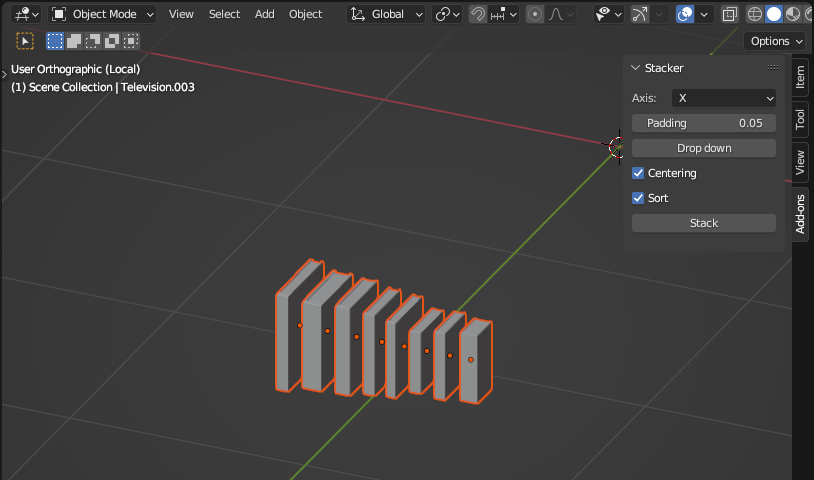 Object Mode View Select Add Object Global
Options
User Orthographic (Local)
(1) Scene Collection | Television.003
Stacker
Axis: X
Padding 0.05
Drop down
Centering
Sort
Stack
Item
Tool
View
Add-ons